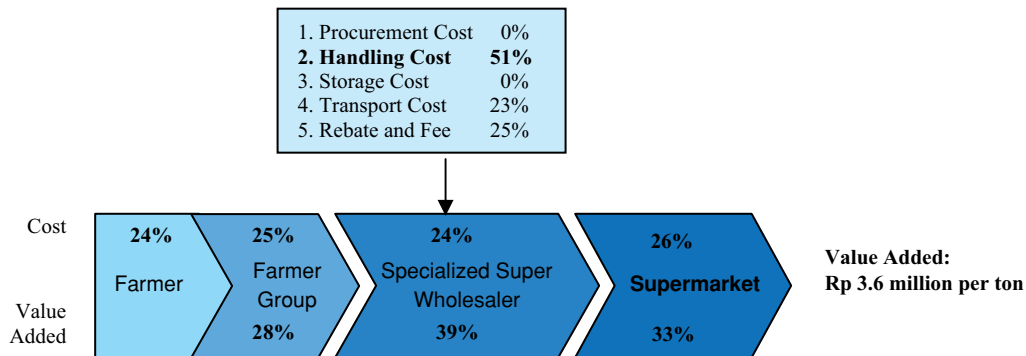 1. Procurement Cost 0%
2. Handling Cost 51%
3. Storage Cost 0%
4. Transport Cost 23%
5. Rebate and Fee 25%
Cost
24%
25%
24%
26%
Farmer
Farmer
Group
Specialized Super
Wholesaler
Supermarket
Value Added:
Rp 3.6 million per ton
Value
Added
28%
39%
33%